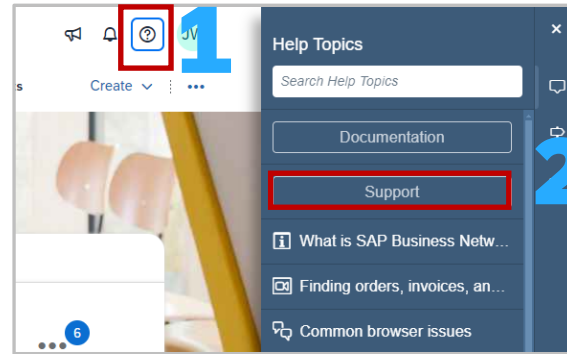 1
JV
Help Topics
Search Help Topics
s
Create
Documentation
2
Support
What is SAP Business Netw...
Finding orders, invoices, an...
6
Common browser issues